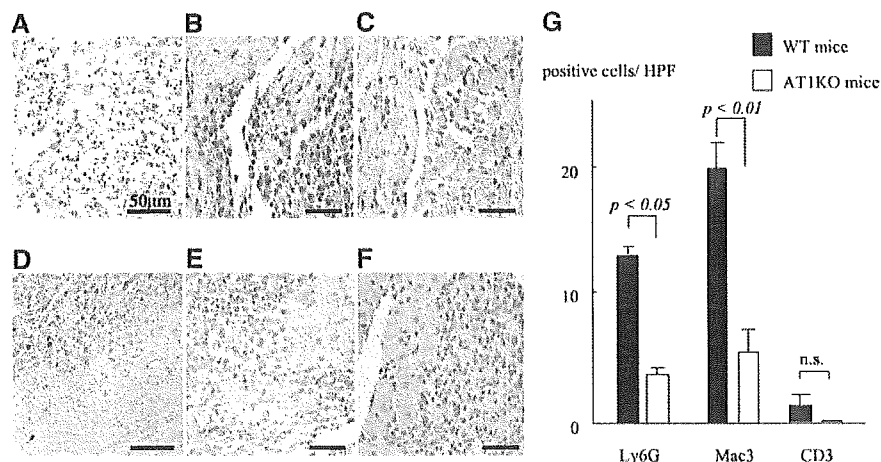 A B C
G
WT mice
AT1KO mice
positive cells/ HPF
p < 0.01
20
p < 0.05
50μm
D E F
10
n.s.
0
Ly6G Mac3 CD3